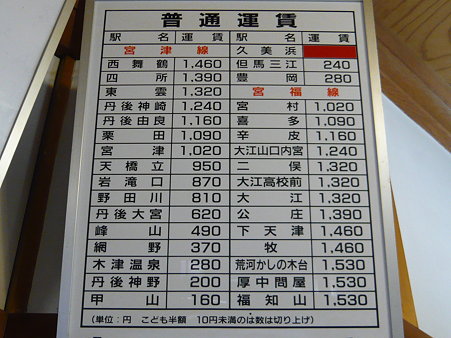 普通運賃
駅名 運賃 駅名 運賃
宮津線 久美浜
西舞鶴 1,460 但馬三江 240
四所 1,390 豊岡 280
東雲 1,320 宮福線
丹後神崎 1,240 宮村 1,020
丹後由良 1,160 喜多 1,090
栗田 1,090 辛皮 1,160
宮津 1,020 大江山口内宮 1,240
天橋立 950 二俣 1,320
岩滝口 870 大江高校前 1,320
野田川 810 大江 1,320
丹後大宮 620 公庄 1,390
峰山 490 下天津 1,460
網野 370 牧 1,460
木津温泉 280 荒河かしの木台 1,530
丹後神野 200 厚中問屋 1,530
甲山 160 福知山 1,530
(単位:円 こども半額 10円未満のは数は切り上げ)